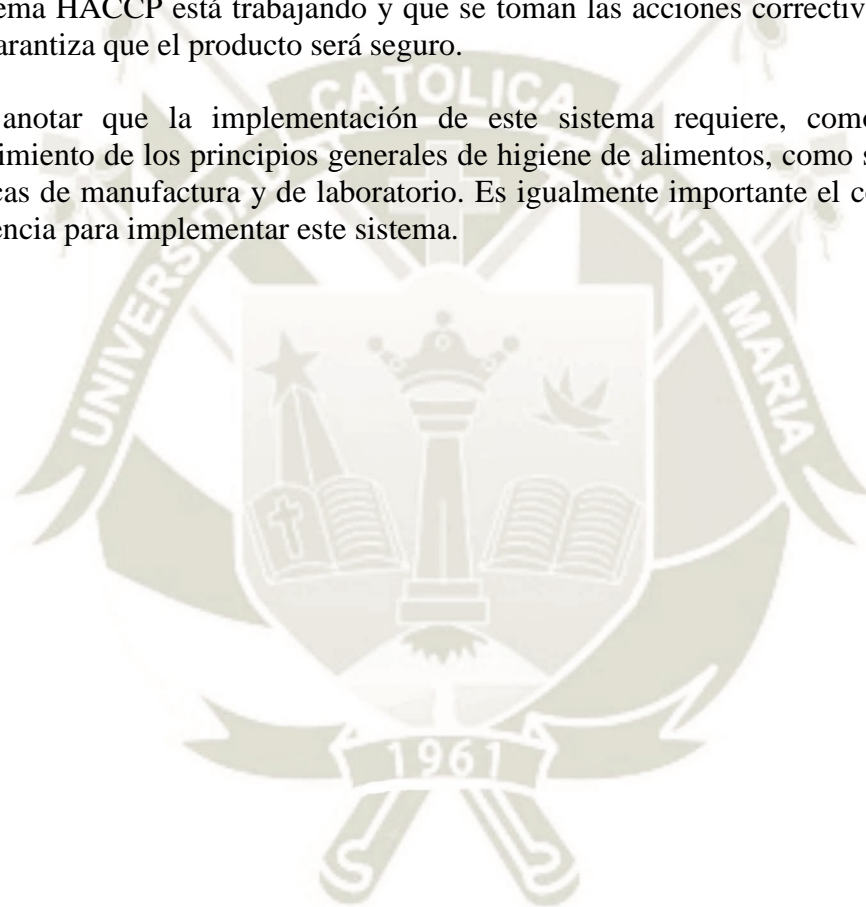 ema HACCP está trabajando y que se toman las acciones correctiv
arantiza que el producto será seguro.
anotar que la implementación de este sistema requiere, como
imiento de los principios generales de higiene de alimentos, como s
cas de manufactura y de laboratorio. Es igualmente importante el c
encia para implementar este sistema.
UNIVERSIDAD CATOLICA SANTA MARIA
1961